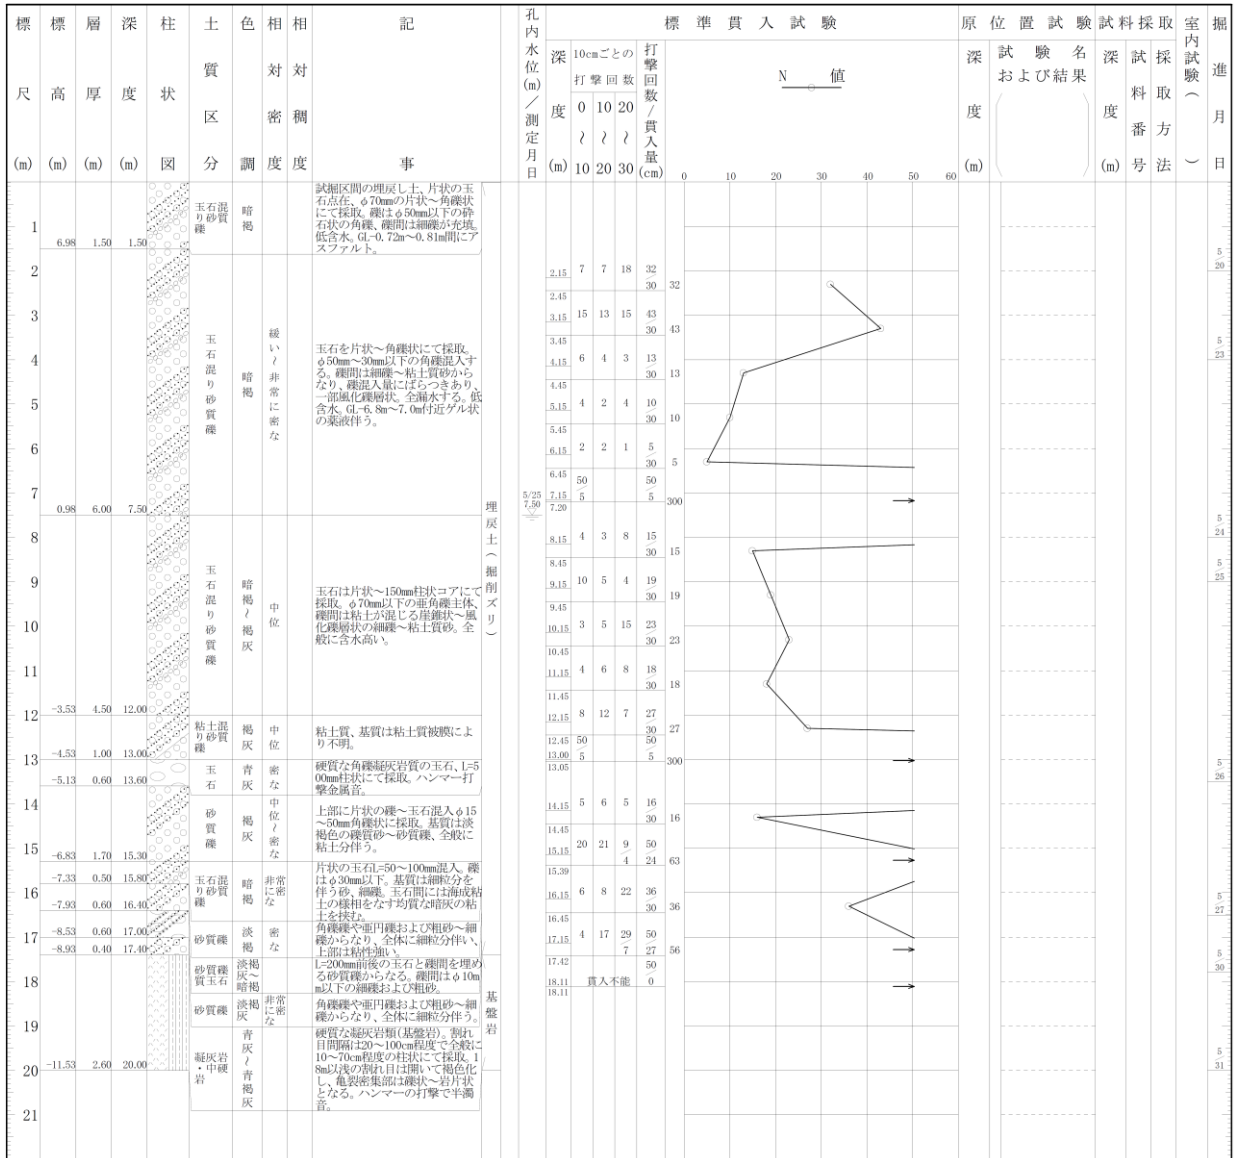 標尺(m) 標高(m) 層厚(m) 深度(m) 柱状図 土質区分 色調 相対密度 相対稠度 記事 孔内水位(m)／測定月日 標準貫入試験 原位置試験 試料採取 室内試験( ) 掘進月日
深度(m) 10cmごとの打撃回数 打撃回数/貫入量(cm) N 値 深度(m) 試験名および結果 深度(m) 試料番号 採取方法
0〜10 10〜20 20〜30
0 10 20 30 40 50 60
1
6.98 1.50 1.50
玉石混り砂質礫
暗褐
試掘区間の埋戻し土、片状の玉
石点在、φ70mmの片状〜角礫状
にて採取。礫はφ50mm以下の砕
石状の角礫、礫間は細礫が充填。
低含水。GL-0.72m〜0.81m間にア
スファルト。
2
3
4
5
6
7
0.98 6.00 7.50
玉石混り砂質礫
暗褐
緩い〜非常に密な
玉石を片状〜角礫状にて採取。
φ50mm〜30mm以下の角礫混入す
る。礫間は細礫〜粘土質砂から
なり、礫混入量にばらつきあり、
一部風化礫層状。全漏水する。低
含水。GL-6.8m〜7.0m付近ゲル状
の薬液伴う。
8
9
10
11
12
-3.53 4.50 12.00
玉石混り砂質礫
暗褐〜褐灰
中位
玉石は片状〜150mm柱状コアにて
採取。φ70mm以下の亜角礫主体、
礫間は粘土が混じる崖錐状〜風
化礫層状の細礫〜粘土質砂。全
般に含水高い。
埋戻土（掘削ズリ）
13
-4.53 1.00 13.00
粘土混り砂質礫
褐灰
中位
粘土質、基質は粘土質被膜によ
り不明。
-5.13 0.60 13.60
玉石
青灰
密な
硬質な角礫凝灰岩質の玉石、L=5
00mm柱状にて採取。ハンマー打
撃金属音。
14
15
-6.83 1.70 15.30
砂質礫
褐灰
中位〜密な
上部に片状の礫〜玉石混入φ15
〜50mm角礫状に採取。基質は淡
褐色の礫質砂〜砂質礫、全般に
粘土分伴う。
-7.33 0.50 15.80
16
-7.93 0.60 16.40
玉石混り砂質礫
暗褐
非常に密な
片状の玉石L=50〜100mm混入。礫
はφ30mm以下。基質は細粒分を
伴う砂、細礫。玉石間には海成粘
土の様相をなす均質な暗灰の粘
土を挟む。
-8.53 0.60 17.00
17
-8.93 0.40 17.40
砂質礫
淡褐
密な
角礫礫や亜円礫および粗砂〜細
礫からなり、全体に細粒分伴い、
上部は粘性強い。
18
砂質礫質玉石
淡褐灰〜暗褐
L=200mm前後の玉石と礫間を埋め
る砂質礫からなる。礫間はφ10m
m以下の細礫および粗砂。
砂質礫
淡褐灰
非常に密な
角礫礫や亜円礫および粗砂〜細
礫からなり、全体に細粒分伴う。
基盤岩
19
20
-11.53 2.60 20.00
凝灰岩・中硬岩
青灰〜青褐灰
硬質な凝灰岩類(基盤岩)。割れ
目間隔は20〜100cm程度で全般に
10〜70cm程度の柱状にて採取。1
8m以浅の割れ目は開いて褐色化
し、亀裂密集部は礫状〜岩片状
となる。ハンマーの打撃で半濁
音。
21
5/25
7.50
2.15 7 7 18 32/30 32
2.45
3.15 15 13 15 43/30 43
3.45
4.15 6 4 3 13/30 13
4.45
5.15 4 2 4 10/30 10
5.45
6.15 2 2 1 5/30 5
6.45
7.15 50/5 50/5 300
7.20
8.15 4 3 8 15/30 15
8.45
9.15 10 5 4 19/30 19
9.45
10.15 3 5 15 23/30 23
10.45
11.15 4 6 8 18/30 18
11.45
12.15 8 12 7 27/30 27
12.45
13.00 50/5 50/5 300
13.05
14.15 5 6 5 16/30 16
14.45
15.15 20 21 9/4 50/24 63
15.39
16.15 6 8 22 36/30 36
16.45
17.15 4 17 29/7 50/27 56
17.42
18.11 貫入不能 50/0
18.11
5/20
5/23
5/24
5/25
5/26
5/27
5/30
5/31